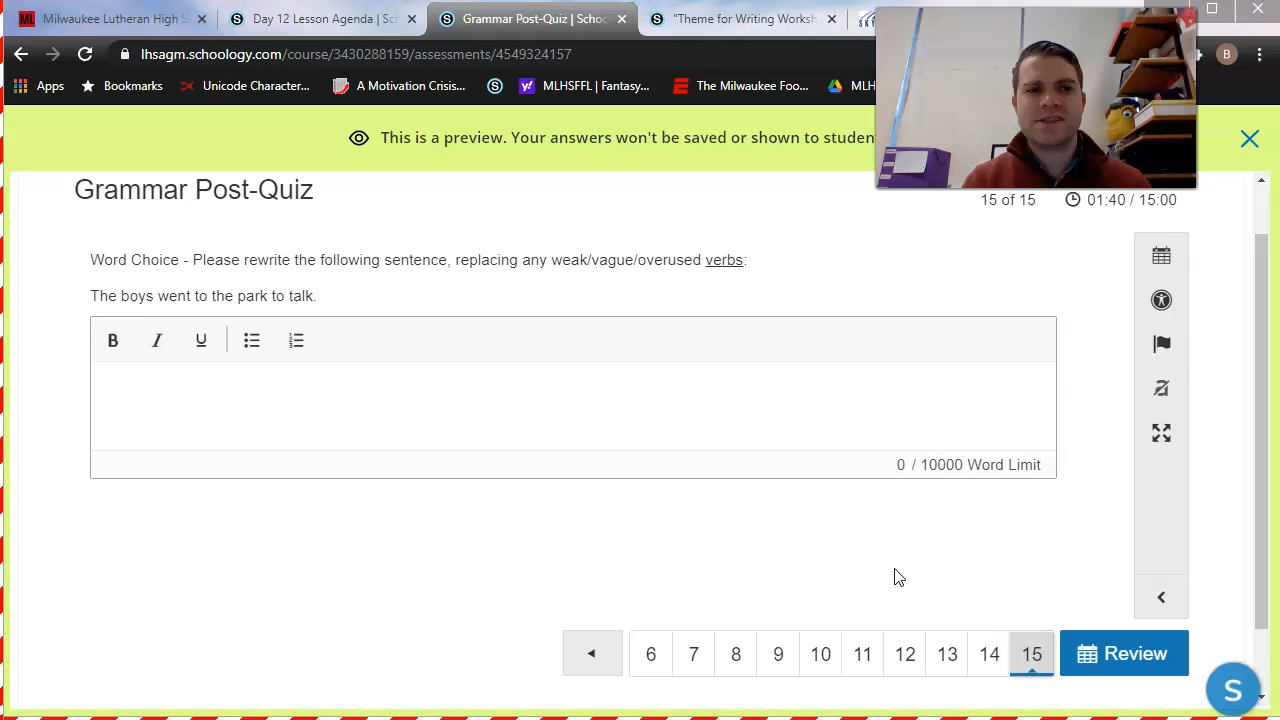 Milwaukee Lutheran High S
Day 12 Lesson Agenda | Sc
Grammar Post-Quiz | Schoo
"Theme for Writing Worksh
SKY
lhsagm.schoology.com/course/3430288159/assessments/4549324157
B
Apps
Bookmarks
Unicode Character...
A Motivation Crisis...
MLHSFFL | Fantasy...
The Milwaukee Foo...
MLH
This is a preview. Your answers won't be saved or shown to studen
Grammar Post-Quiz
15 of 15
01:40 / 15:00
Word Choice - Please rewrite the following sentence, replacing any weak/vague/overused verbs:
The boys went to the park to talk.
B I U
0 / 10000 Word Limit
6 7 8 9 10 11 12 13 14 15
Review
S